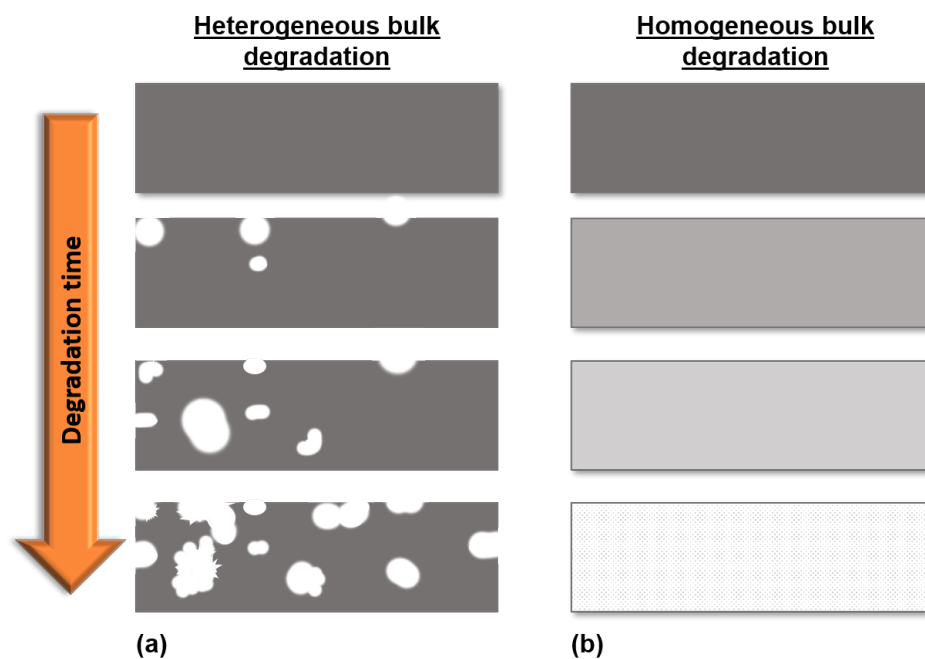 Heterogeneous bulk
degradation
Homogeneous bulk
degradation
Degradation time
(a)
(b)